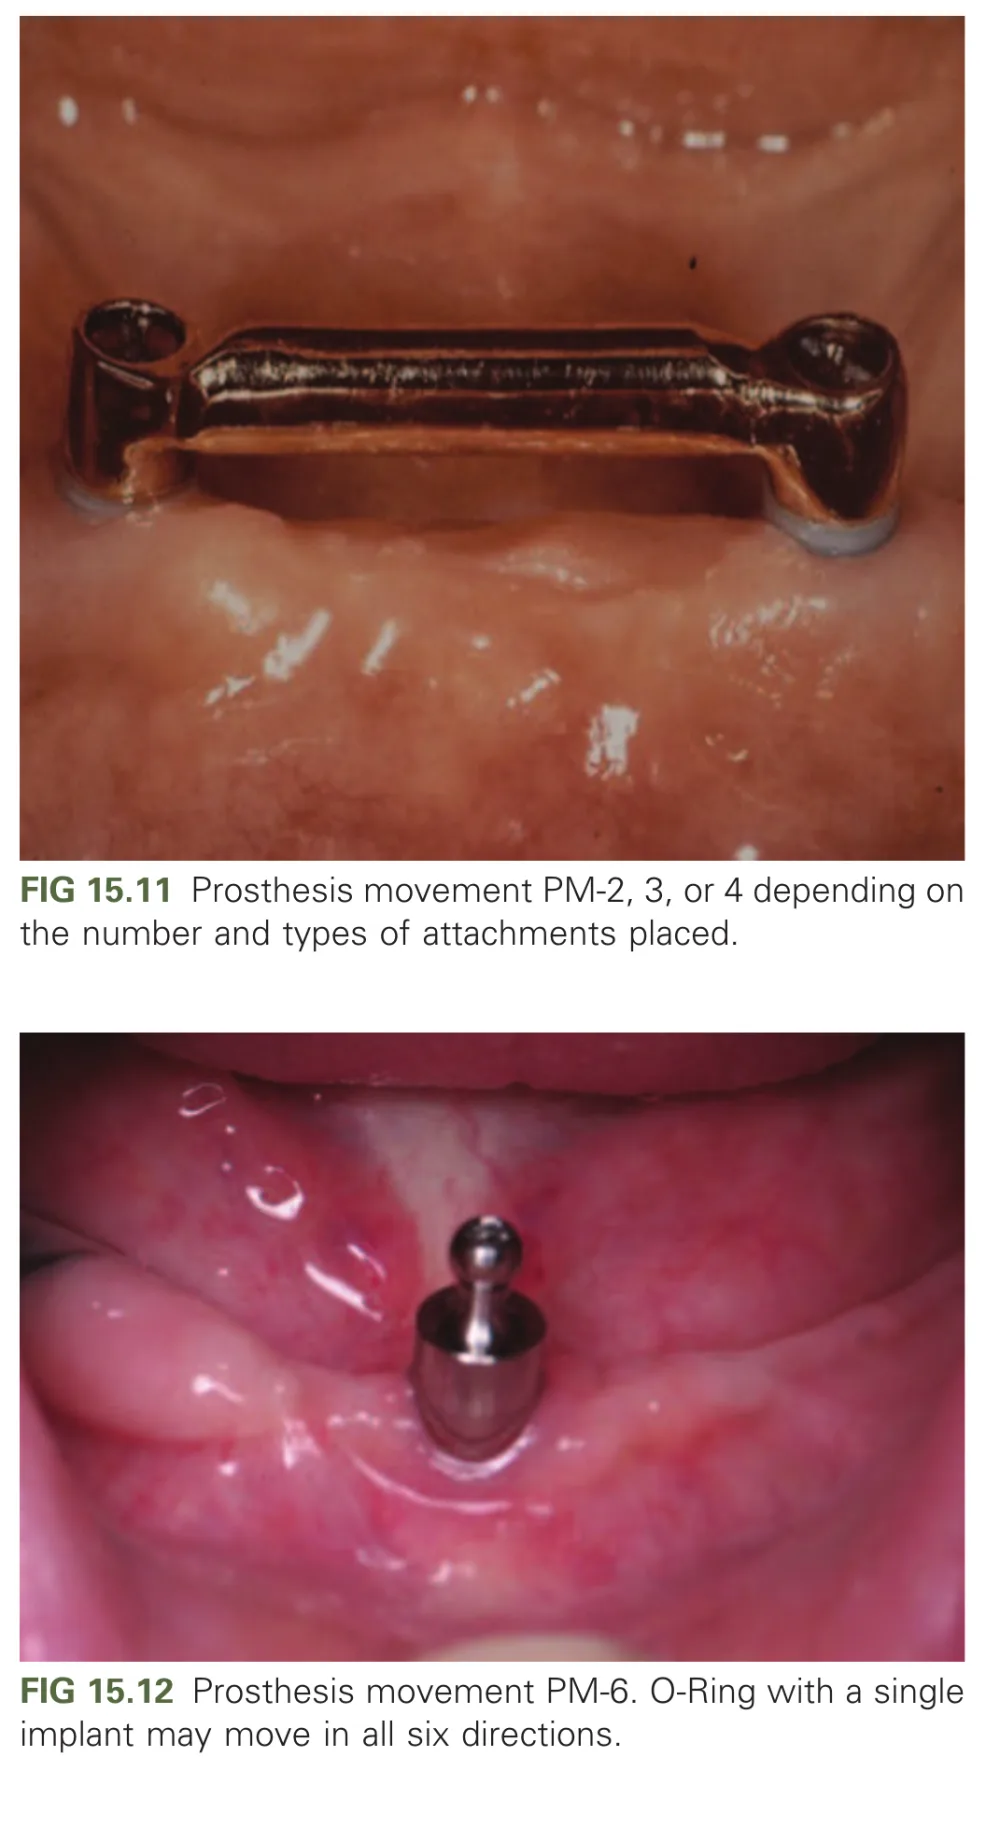 FIG 15.11 Prosthesis movement PM-2, 3, or 4 depending on
the number and types of attachments placed.
FIG 15.12 Prosthesis movement PM-6. O-Ring with a single
implant may move in all six directions.